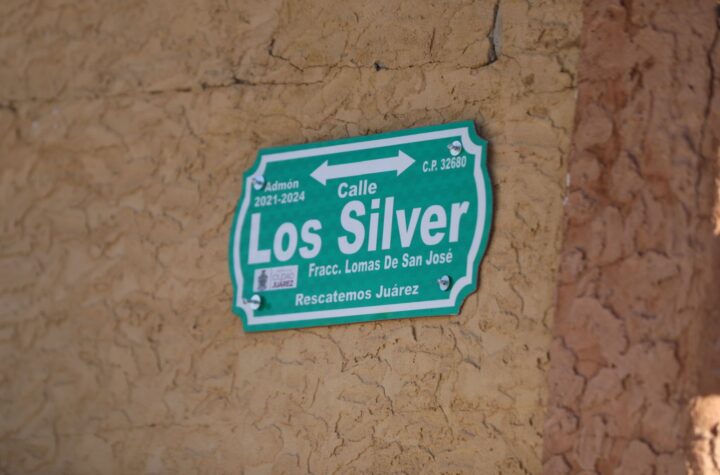 Admón
2021-2024
C.P. 32680
Calle
Los Silver
Fracc. Lomas De San José
CIUDAD
JUÁREZ
Rescatemos Juárez